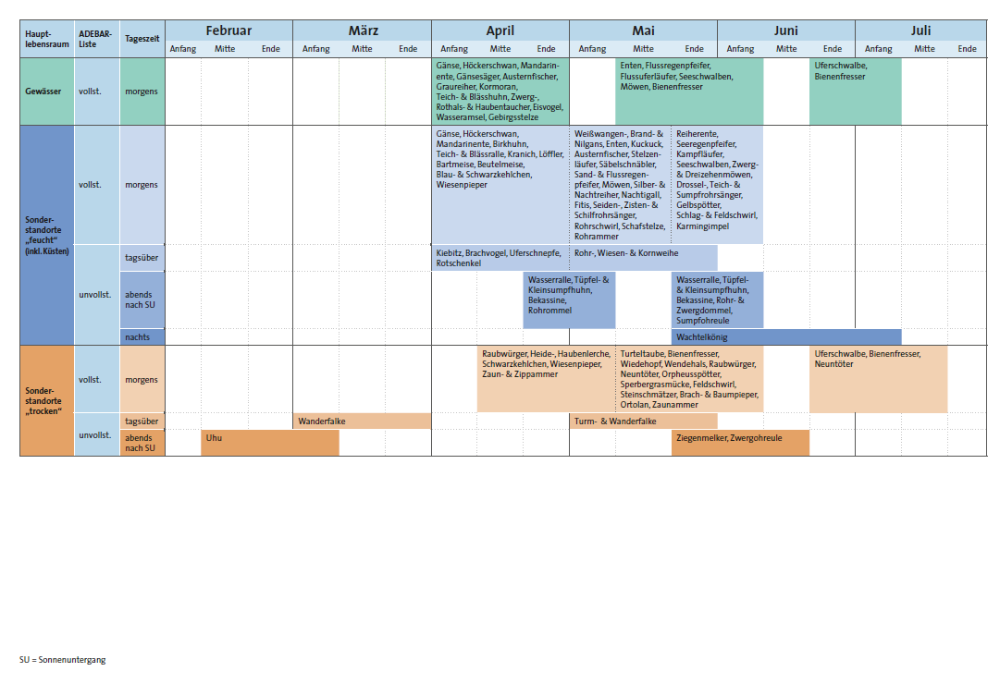 Haupt-
lebensraum
ADEBAR-
Liste
Tageszeit
Februar
März
April
Mai
Juni
Juli
Anfang Mitte Ende Anfang Mitte Ende Anfang Mitte Ende Anfang Mitte Ende Anfang Mitte Ende Anfang Mitte Ende
Gewässer
vollst.
morgens
Gänse, Höckerschwan, Mandarin-
ente, Gänsesäger, Austernfischer,
Graureiher, Kormoran,
Teich- & Blässhuhn, Zwerg-,
Rothals- & Haubentaucher, Eisvogel,
Wasseramsel, Gebirgsstelze
Enten, Flussregenpfeifer,
Flussuferläufer, Seeschwalben,
Möwen, Bienenfresser
Uferschwalbe,
Bienenfresser
Sonder-
standorte
„feucht“
(inkl. Küsten)
vollst.
morgens
Gänse, Höckerschwan,
Mandarinente, Birkhuhn,
Teich- & Blässralle, Kranich, Löffler,
Bartmeise, Beutelmeise,
Blau- & Schwarzkehlchen,
Wiesenpieper
Weißwangen-, Brand- &
Nilgans, Enten, Kuckuck,
Austernfischer, Stelzen-
läufer, Säbelschnäbler,
Sand- & Flussregen-
pfeifer, Möwen, Silber- &
Nachtreiher, Nachtigall,
Fitis, Seiden-, Zisten- &
Schilfrohrsänger,
Rohrschwirl, Schafstelze,
Rohrammer
Reiherente,
Seeregenpfeifer,
Kampfläufer,
Seeschwalben, Zwerg-
& Dreizehenmöwen,
Drossel-, Teich- &
Sumpfrohrsänger,
Gelbspötter,
Schlag- & Feldschwirl,
Karmingimpel
unvollst.
tagsüber
Kiebitz, Brachvogel, Uferschnepfe,
Rotschenkel
Rohr-, Wiesen- & Kornweihe
abends
nach SU
Wasserralle, Tüpfel- &
Kleinsumpfhuhn,
Bekassine,
Rohrommel
Wasserralle, Tüpfel-
& Kleinsumpfhuhn,
Bekassine, Rohr- &
Zwergdommel,
Sumpfohreule
nachts
Wachtelkönig
Sonder-
standorte
„trocken“
vollst.
morgens
Raubwürger, Heide-, Haubenlerche,
Schwarzkehlchen, Wiesenpieper,
Zaun- & Zippammer
Turteltaube, Bienenfresser,
Wiedehopf, Wendehals, Raubwürger,
Neuntöter, Orpheusspötter,
Sperbergrasmücke, Feldschwirl,
Steinschmätzer, Brach- & Baumpieper,
Ortolan, Zaunammer
Uferschwalbe, Bienenfresser,
Neuntöter
unvollst.
tagsüber
Wanderfalke
Turm- & Wanderfalke
abends
nach SU
Uhu
Ziegenmelker, Zwergohreule
SU = Sonnenuntergang